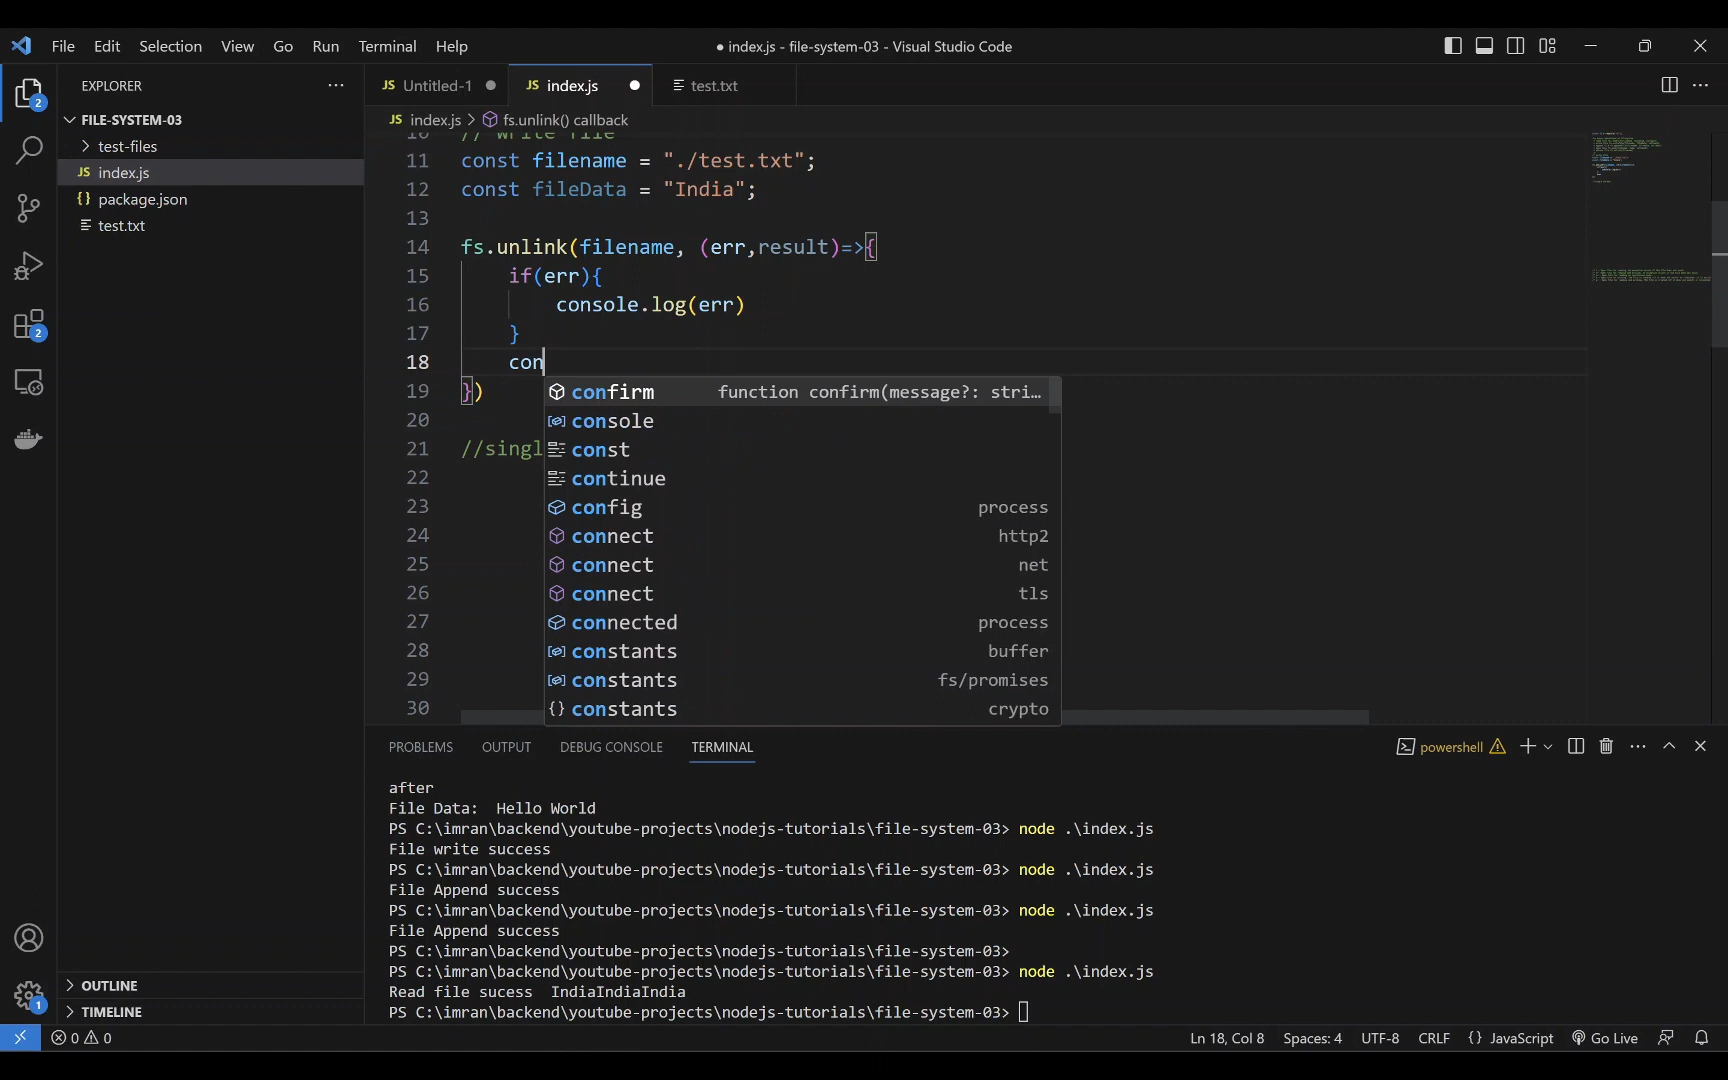 File Edit Selection View Go Run Terminal Help
● index.js - file-system-03 - Visual Studio Code
EXPLORER
2
JS Untitled-1
JS index.js
test.txt
FILE-SYSTEM-03
JS index.js > fs.unlink() callback
test-files
JS index.js
{} package.json
test.txt
10 // write file
11 const filename = "./test.txt";
12 const fileData = "India";
13
14 fs.unlink(filename, (err,result)=>{
15 if(err){
16 console.log(err)
17 }
18 con
19 })
20
21 //singl
22
23
24
25
26
27
28
29
30
confirm function confirm(message?: stri…
console
const
continue
config process
connect http2
connect net
connect tls
connected process
constants buffer
constants fs/promises
{} constants crypto
2
PROBLEMS OUTPUT DEBUG CONSOLE TERMINAL
powershell
after
File Data:  Hello World
PS C:\imran\backend\youtube-projects\nodejs-tutorials\file-system-03> node .\index.js
File write success
PS C:\imran\backend\youtube-projects\nodejs-tutorials\file-system-03> node .\index.js
File Append success
PS C:\imran\backend\youtube-projects\nodejs-tutorials\file-system-03> node .\index.js
File Append success
PS C:\imran\backend\youtube-projects\nodejs-tutorials\file-system-03>
PS C:\imran\backend\youtube-projects\nodejs-tutorials\file-system-03> node .\index.js
Read file sucess  IndiaIndiaIndia
PS C:\imran\backend\youtube-projects\nodejs-tutorials\file-system-03>
OUTLINE
TIMELINE
1
0 0
Ln 18, Col 8 Spaces: 4 UTF-8 CRLF {} JavaScript Go Live